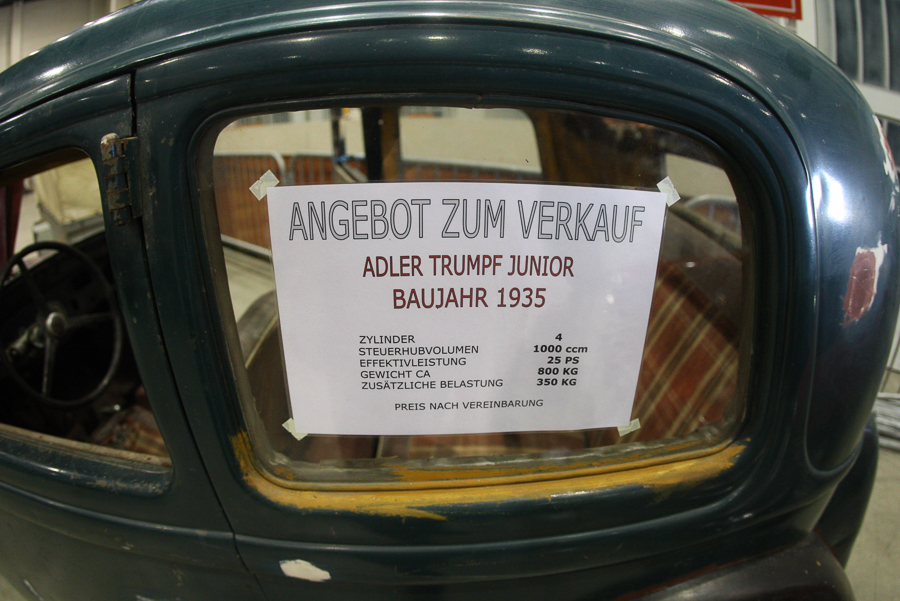 ANGEBOT ZUM VERKAUF
ADLER TRUMPF JUNIOR
BAUJAHR 1935
ZYLINDER 4
STEUERHUBVOLUMEN 1000 ccm
EFFEKTIVLEISTUNG 25 PS
GEWICHT CA 800 KG
ZUSÄTZLICHE BELASTUNG 350 KG
PREIS NACH VEREINBARUNG